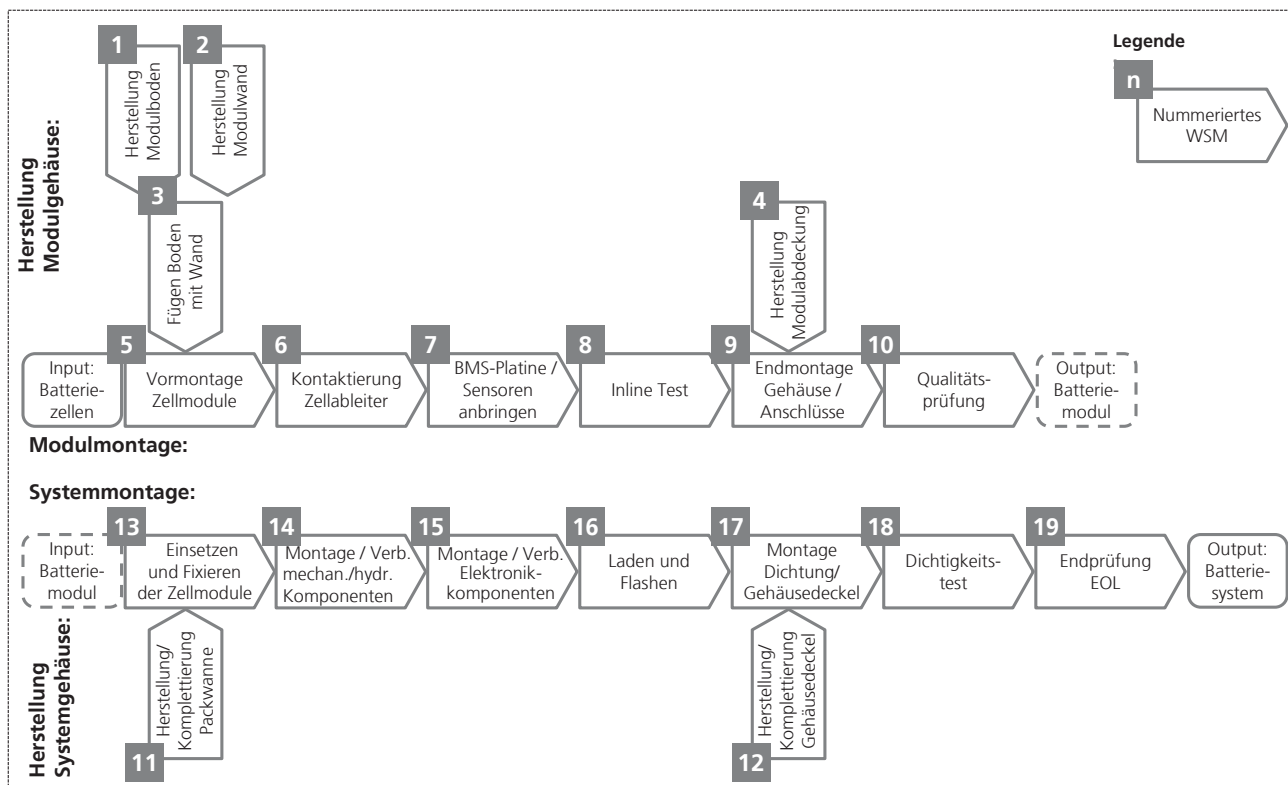 Legende
n
Nummeriertes
WSM
Herstellung
Modulgehäuse:
1
Herstellung
Modulboden
2
Herstellung
Modulwand
3
Fügen Boden
mit Wand
4
Herstellung
Modulabdeckung
Input:
Batterie-
zellen
5
Vormontage
Zellmodule
6
Kontaktierung
Zellableiter
7
BMS-Platine /
Sensoren
anbringen
8
Inline Test
9
Endmontage
Gehäuse /
Anschlüsse
10
Qualitäts-
prüfung
Output:
Batterie-
modul
Modulmontage:
Systemmontage:
Input:
Batterie-
modul
13
Einsetzen
und Fixieren
der Zellmodule
14
Montage / Verb.
mechan./hydr.
Komponenten
15
Montage / Verb.
Elektronik-
komponenten
16
Laden und
Flashen
17
Montage
Dichtung/
Gehäusedeckel
18
Dichtigkeits-
test
19
Endprüfung
EOL
Output:
Batterie-
system
Herstellung
Systemgehäuse:
11
Herstellung/
Komplettierung
Packwanne
12
Herstellung/
Komplettierung
Gehäusedeckel